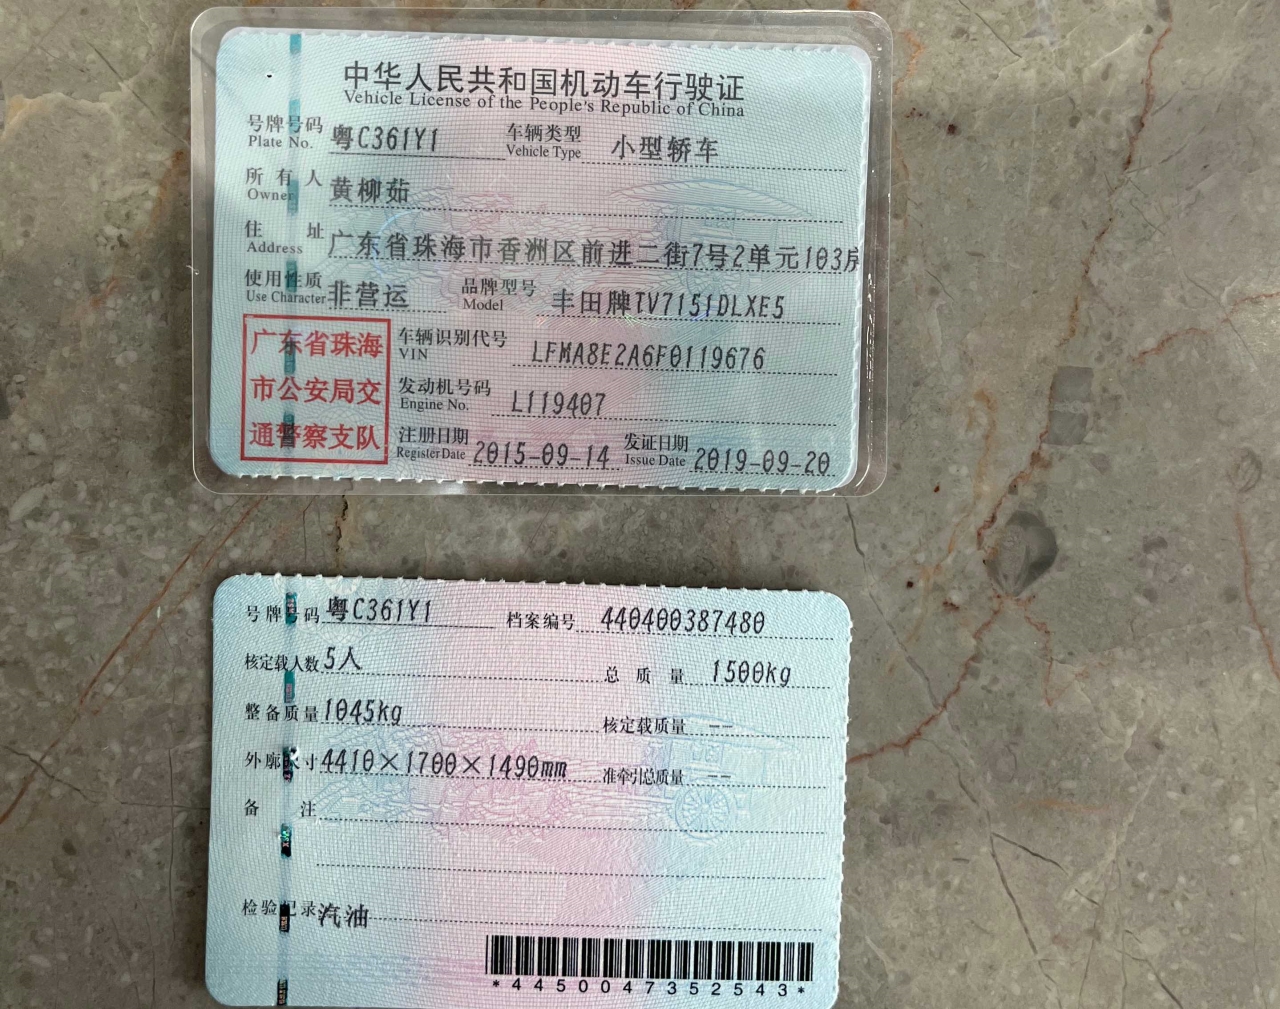 中华人民共和国机动车行驶证
Vehicle License of the People's Republic of China
号牌号码 Plate No. 粤C361Y1 车辆类型 Vehicle Type 小型轿车
所有人 Owner 黄柳茹
住址 Address 广东省珠海市香洲区前进二街7号2单元103房
使用性质 Use Character 非营运 品牌型号 Model 丰田牌TV7151DLXE5
广东省珠海市公安局交通警察支队
车辆识别代号 VIN LFMA8E2A6F0119676
发动机号码 Engine No. L119407
注册日期 Register Date 2015-09-14 发证日期 Issue Date 2019-09-20
号牌号码 粤C361Y1 档案编号 440400387480
核定载人数 5人 总质量 1500kg
整备质量 1045kg 核定载质量 --
外廓尺寸 4410×1700×1490mm 准牵引总质量 --
备注
检验记录 汽油
*4450047352543*